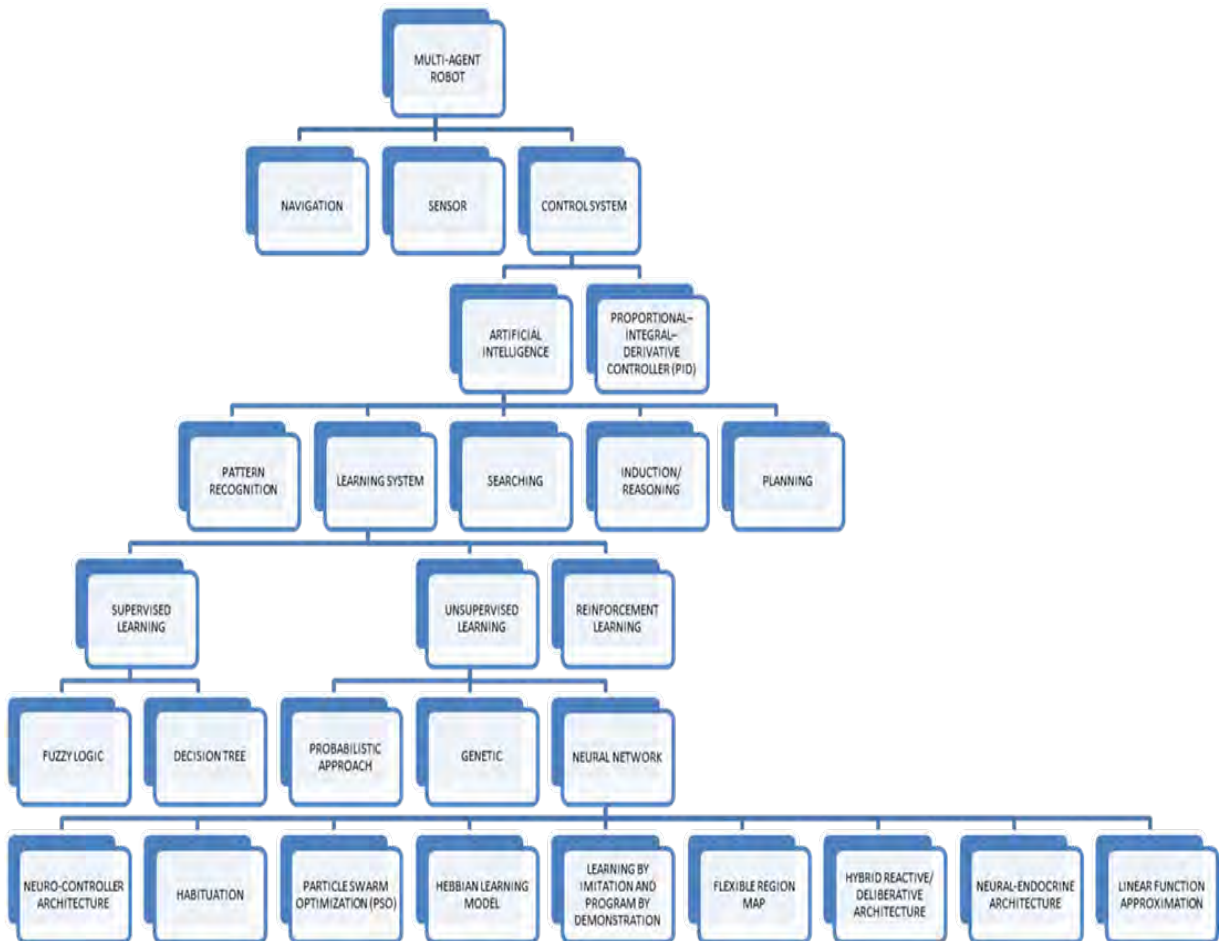 MULTI-AGENT
ROBOT
NAVIGATION
SENSOR
CONTROL SYSTEM
ARTIFICIAL
INTELLIGENCE
PROPORTIONAL–
INTEGRAL–
DERIVATIVE
CONTROLLER (PID)
PATTERN
RECOGNITION
LEARNING SYSTEM
SEARCHING
INDUCTION/
REASONING
PLANNING
SUPERVISED
LEARNING
UNSUPERVISED
LEARNING
REINFORCEMENT
LEARNING
FUZZY LOGIC
DECISION TREE
PROBABILISTIC
APPROACH
GENETIC
NEURAL NETWORK
NEURO-CONTROLLER
ARCHITECTURE
HABITUATION
PARTICLE SWARM
OPTIMIZATION (PSO)
HEBBIAN LEARNING
MODEL
LEARNING BY
IMITATION AND
PROGRAM BY
DEMONSTRATION
FLEXIBLE REGION
MAP
HYBRID REACTIVE/
DELIBERATIVE
ARCHITECTURE
NEURAL-ENDOCRINE
ARCHITECTURE
LINEAR FUNCTION
APPROXIMATION